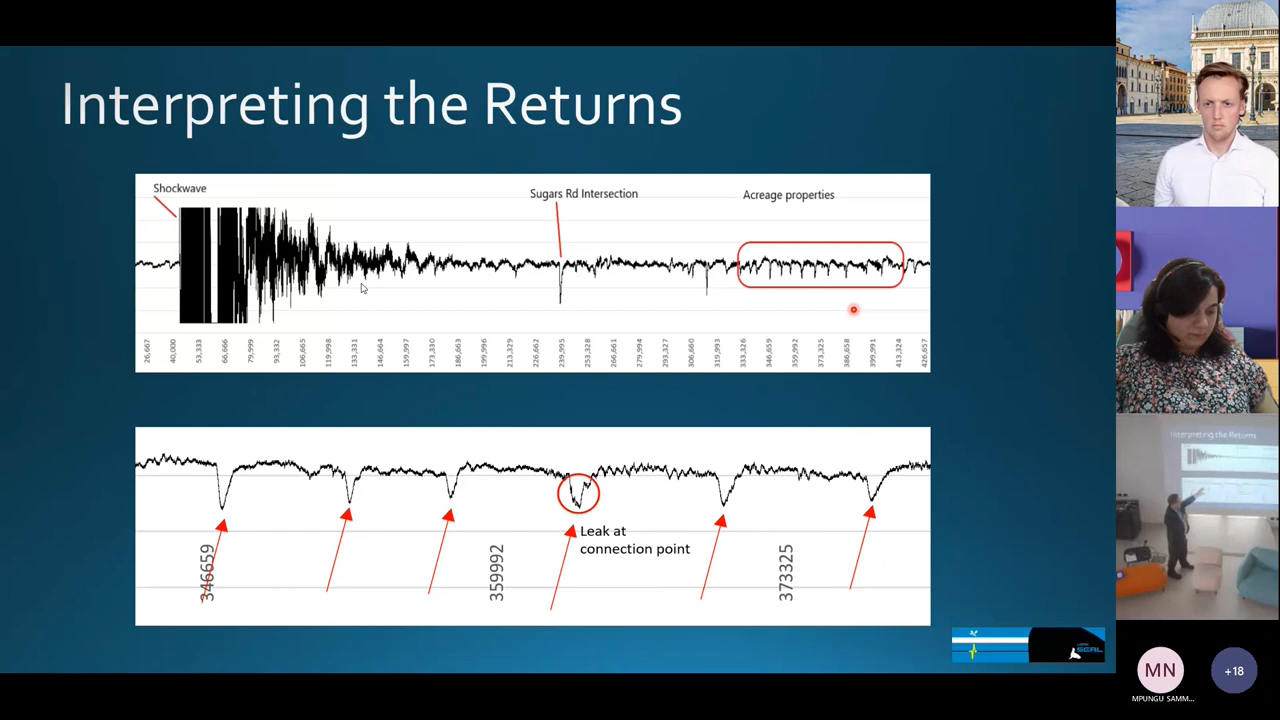 Interpreting the Returns
Shockwave
Sugars Rd Intersection
Acreage properties
26,667 40,000 53,333 66,666 79,999 93,332 106,665 119,998 133,331 146,664 159,997 173,330 186,663 199,996 213,329 226,662 239,995 253,328 266,661 279,994 293,327 306,660 319,993 333,326 346,659 359,992 373,325 386,658 399,991 413,324 426,657
Leak at
connection point
346659 359992 373325
SEAL
Interpreting the Returns
MN
+18
MPUNGU SAMM...